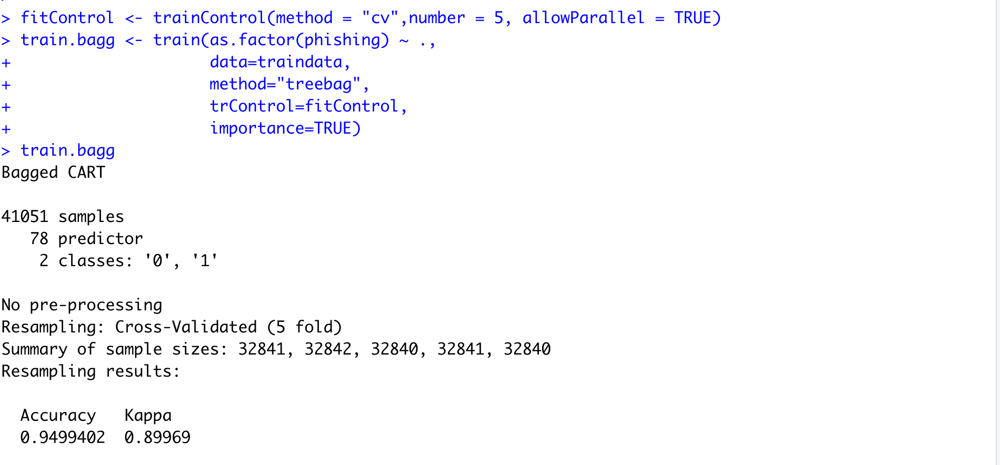 > fitControl <- trainControl(method = "cv",number = 5, allowParallel = TRUE)
> train.bagg <- train(as.factor(phishing) ~ .,
+                     data=traindata,
+                     method="treebag",
+                     trControl=fitControl,
+                     importance=TRUE)
> train.bagg
Bagged CART

41051 samples
   78 predictor
    2 classes: '0', '1'

No pre-processing
Resampling: Cross-Validated (5 fold)
Summary of sample sizes: 32841, 32842, 32840, 32841, 32840
Resampling results:

  Accuracy   Kappa
  0.9499402  0.89969